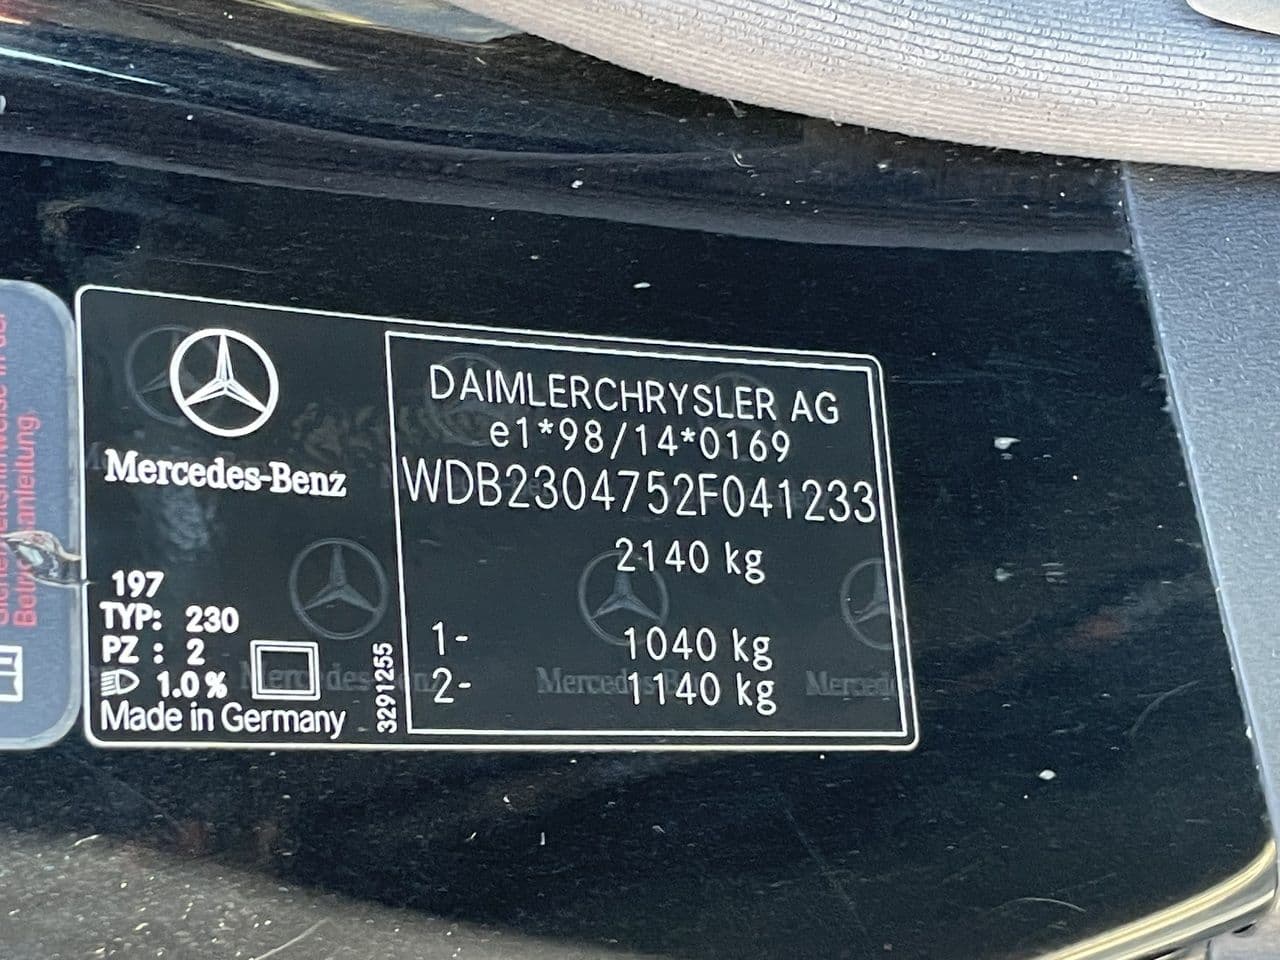 Betriebsanleitung.
Mercedes-Benz
197
TYP: 230
PZ : 2
1.0%
Made in Germany
3291255
DAIMLERCHRYSLER AG
e1*98/14*0169
WDB2304752F041233
2140 kg
1- 1040 kg
2- 1140 kg